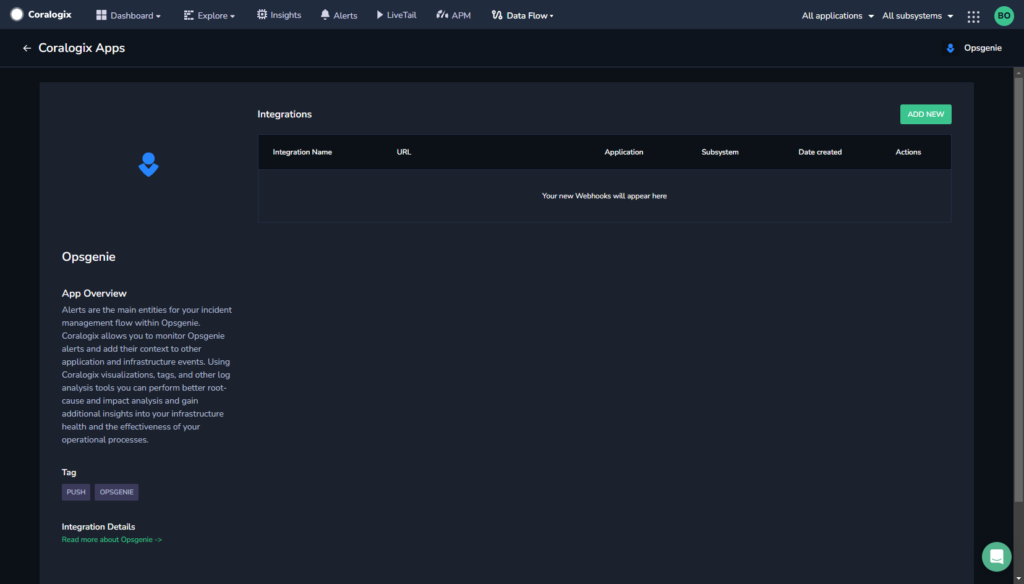 Coralogix Dashboard Explore Insights Alerts LiveTail APM Data Flow All applications All subsystems BO
← Coralogix Apps Opsgenie
Integrations ADD NEW
Integration Name URL Application Subsystem Date created Actions
Your new Webhooks will appear here
Opsgenie
App Overview
Alerts are the main entities for your incident
management flow within Opsgenie.
Coralogix allows you to monitor Opsgenie
alerts and add their context to other
application and infrastructure events. Using
Coralogix visualizations, tags, and other log
analysis tools you can perform better root-
cause and impact analysis and gain
additional insights into your infrastructure
health and the effectiveness of your
operational processes.
Tag
PUSH OPSGENIE
Integration Details
Read more about Opsgenie ->